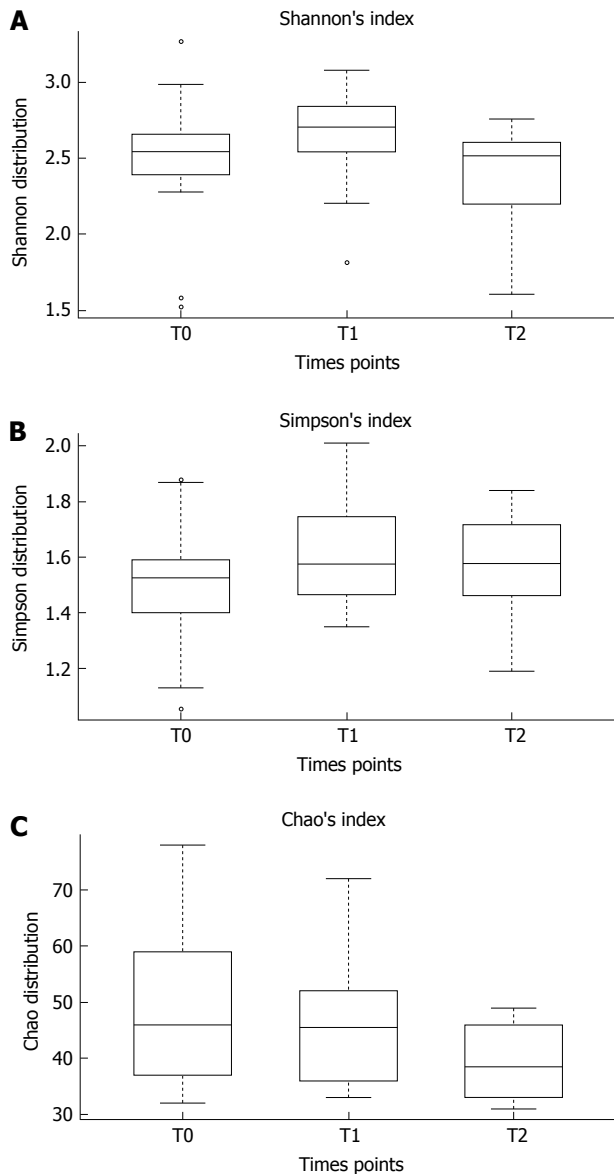 A
Shannon's index
Shannon distribution
3.0
2.5
2.0
1.5
T0 T1 T2
Times points
B
Simpson's index
Simpson distribution
2.0
1.8
1.6
1.4
1.2
T0 T1 T2
Times points
C
Chao's index
Chao distribution
70
60
50
40
30
T0 T1 T2
Times points